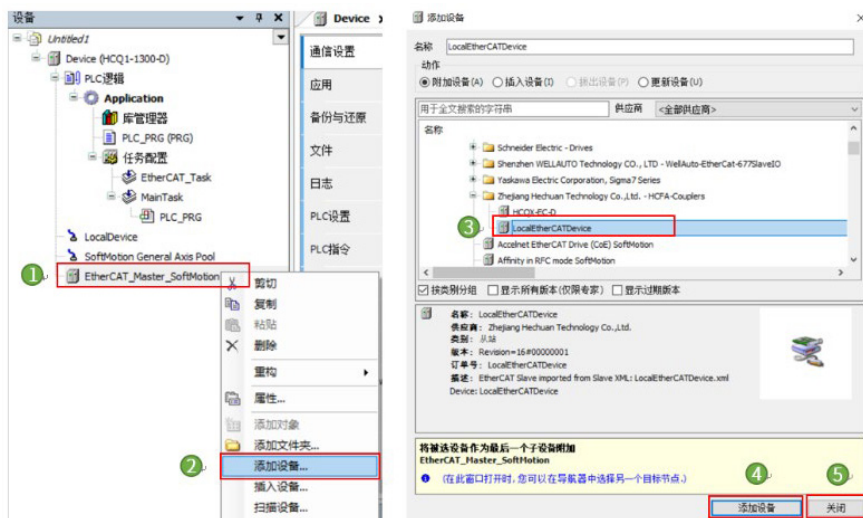 设备
Untitled1
Device (HCQ1-1300-D)
PLC逻辑
Application
库管理器
PLC_PRG (PRG)
任务配置
EtherCAT_Task
MainTask
PLC_PRG
LocalDevice
SoftMotion General Axis Pool
1
EtherCAT_Master_SoftMotion
Device
通信设置
应用
备份与还原
文件
日志
PLC设置
PLC指令
剪切
复制
粘贴
删除
重构
属性...
添加对象
添加文件夹...
2
添加设备...
插入设备...
扫描设备...
添加设备
名称 LocalEtherCATDevice
动作
附加设备(A) 插入设备(I) 拔出设备(P) 更新设备(U)
用于全文搜索的字符串 供应商 <全部供应商>
名称
Schneider Electric - Drives
Shenzhen WELLAUTO Technology CO., LTD - WellAuto-EtherCat-677SlaveIO
Yaskawa Electric Corporation, Sigma7 Series
Zhejiang Hechuan Technology Co.,Ltd. - HCFA-Couplers
HCQX-EC-D
3
LocalEtherCATDevice
Accelnet EtherCAT Drive (CoE) SoftMotion
Affinity in RFC mode SoftMotion
按类别分组 显示所有版本(仅限专家) 显示过期版本
名称: LocalEtherCATDevice
供应商: Zhejiang Hechuan Technology Co.,Ltd.
类别: 从站
版本: Revision=16#00000001
订单号: LocalEtherCATDevice
描述: EtherCAT Slave imported from Slave XML: LocalEtherCATDevice.xml
Device: LocalEtherCATDevice
将被选设备作为最后一个子设备附加
EtherCAT_Master_SoftMotion
(在此窗口打开时,您可以在导航器中选择另一个目标节点.)
4
5
添加设备
关闭